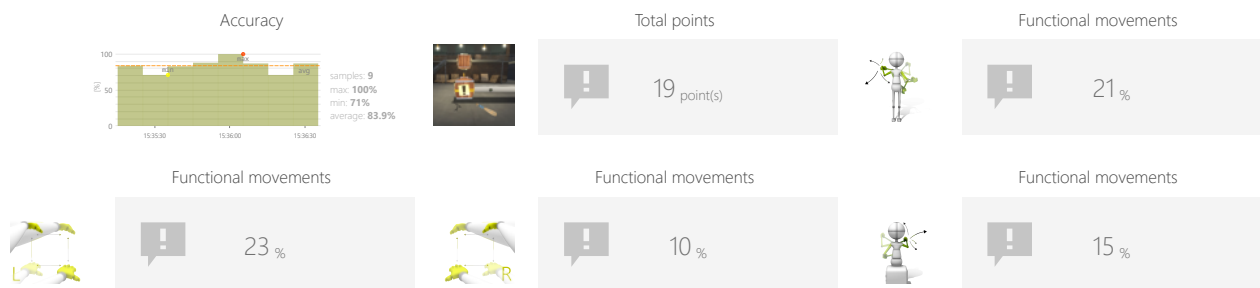 Accuracy
Total points
Functional movements
100
50
0
[%]
min
max
avg
15:35:30
15:36:00
15:36:30
samples: 9
max: 100%
min: 71%
average: 83.9%
19 point(s)
21 %
Functional movements
Functional movements
Functional movements
L
23 %
R
10 %
15 %